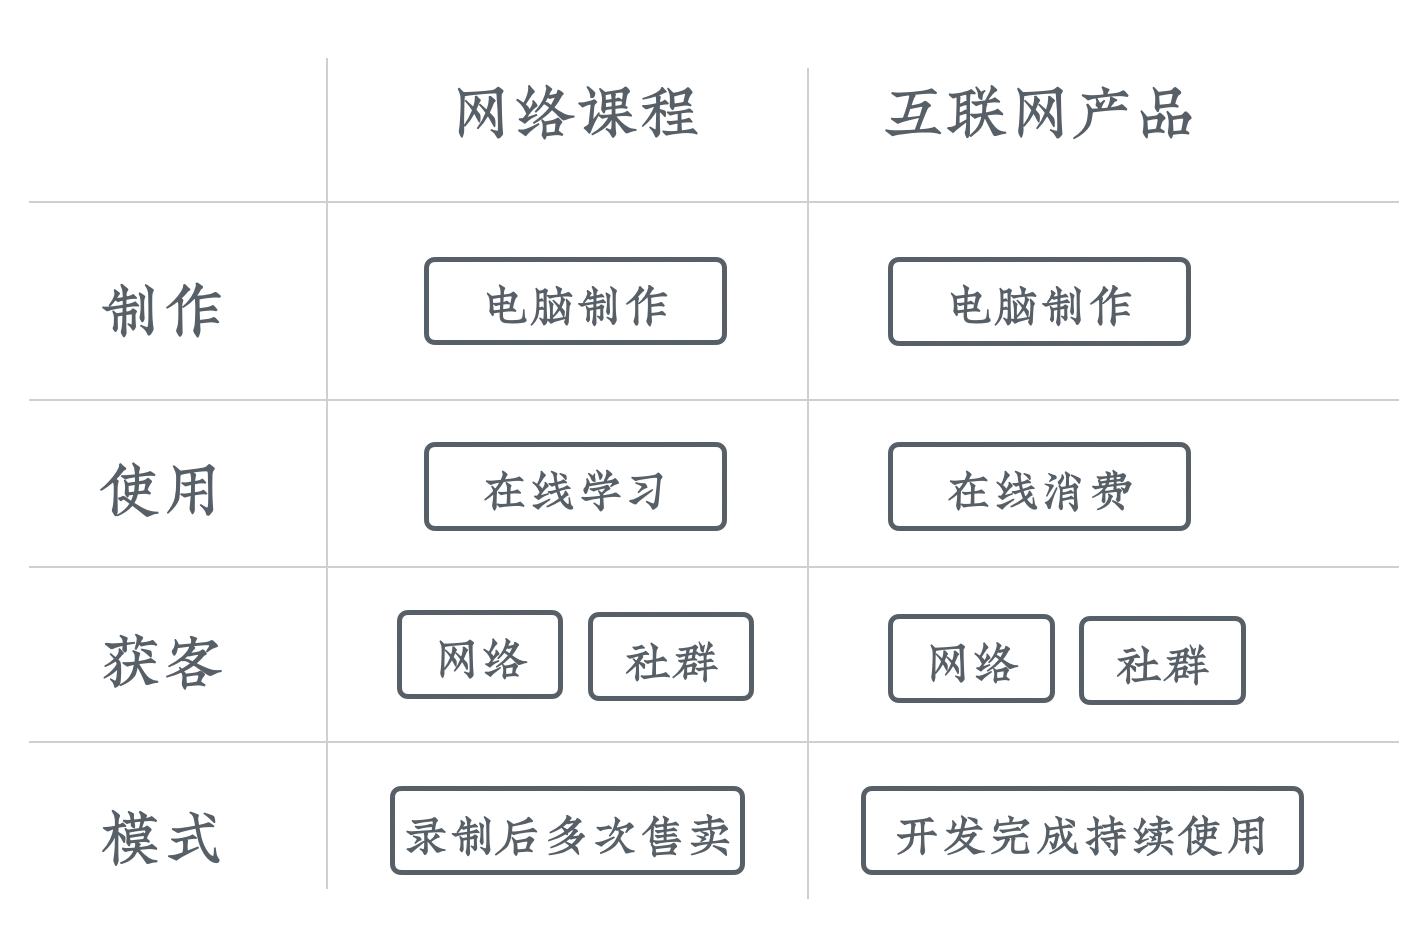 网络课程 互联网产品
制作 电脑制作 电脑制作
使用 在线学习 在线消费
获客 网络 社群 网络 社群
模式 录制后多次售卖 开发完成持续使用